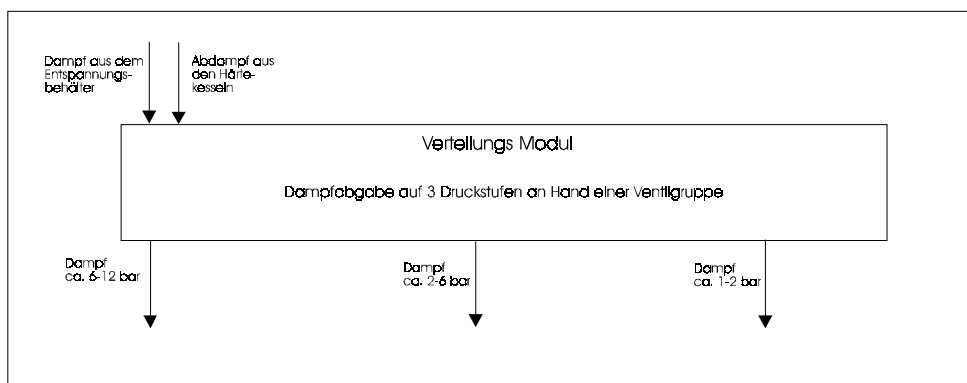 Dampf aus dem
Entspannungs-
behälter
Abdampf aus
den Härte-
kesseln
Verteilungs Modul
Dampfabgabe auf 3 Druckstufen an Hand einer Ventilgruppe
Dampf
ca. 6-12 bar
Dampf
ca. 2-6 bar
Dampf
ca. 1-2 bar